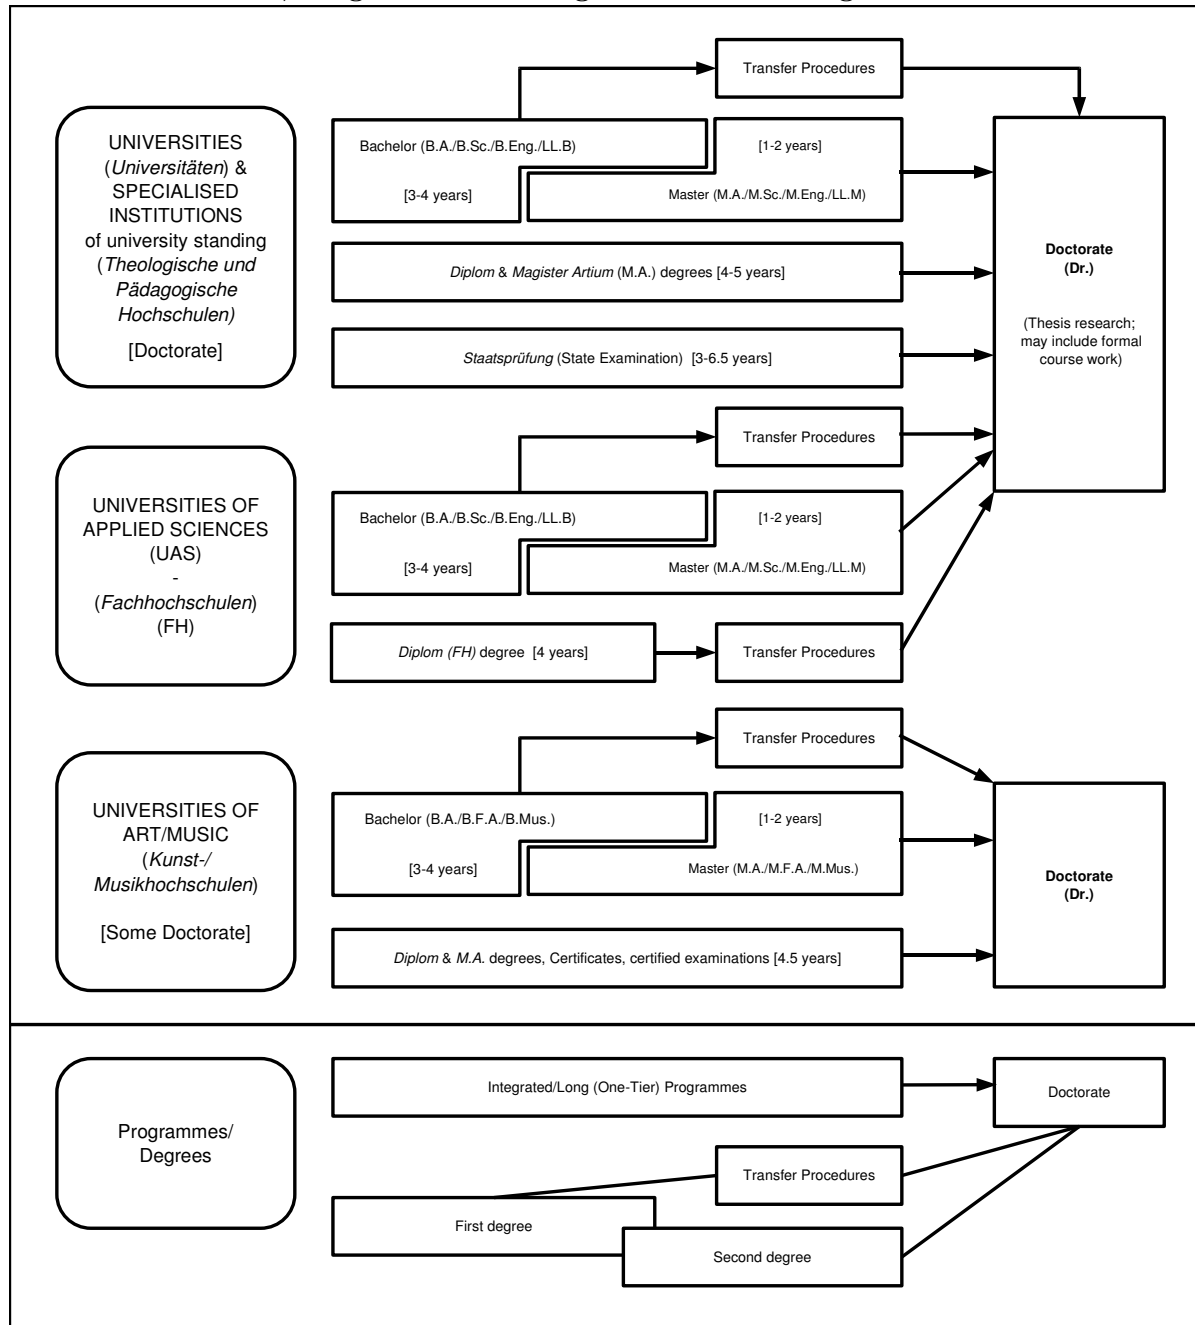 Transfer Procedures
UNIVERSITIES
(Universitäten) &
SPECIALISED
INSTITUTIONS
of university standing
(Theologische und
Pädagogische
Hochschulen)
[Doctorate]
Bachelor (B.A./B.Sc./B.Eng./LL.B)
[3-4 years]
[1-2 years]
Master (M.A./M.Sc./M.Eng./LL.M)
Diplom & Magister Artium (M.A.) degrees [4-5 years]
Staatsprüfung (State Examination) [3-6.5 years]
Doctorate
(Dr.)
(Thesis research;
may include formal
course work)
Transfer Procedures
UNIVERSITIES OF
APPLIED SCIENCES
(UAS)
-
(Fachhochschulen)
(FH)
Bachelor (B.A./B.Sc./B.Eng./LL.B)
[3-4 years]
[1-2 years]
Master (M.A./M.Sc./M.Eng./LL.M)
Diplom (FH) degree [4 years]
Transfer Procedures
Transfer Procedures
UNIVERSITIES OF
ART/MUSIC
(Kunst-/
Musikhochschulen)
[Some Doctorate]
Bachelor (B.A./B.F.A./B.Mus.)
[3-4 years]
[1-2 years]
Master (M.A./M.F.A./M.Mus.)
Diplom & M.A. degrees, Certificates, certified examinations [4.5 years]
Doctorate
(Dr.)
Programmes/
Degrees
Integrated/Long (One-Tier) Programmes
Doctorate
Transfer Procedures
First degree
Second degree